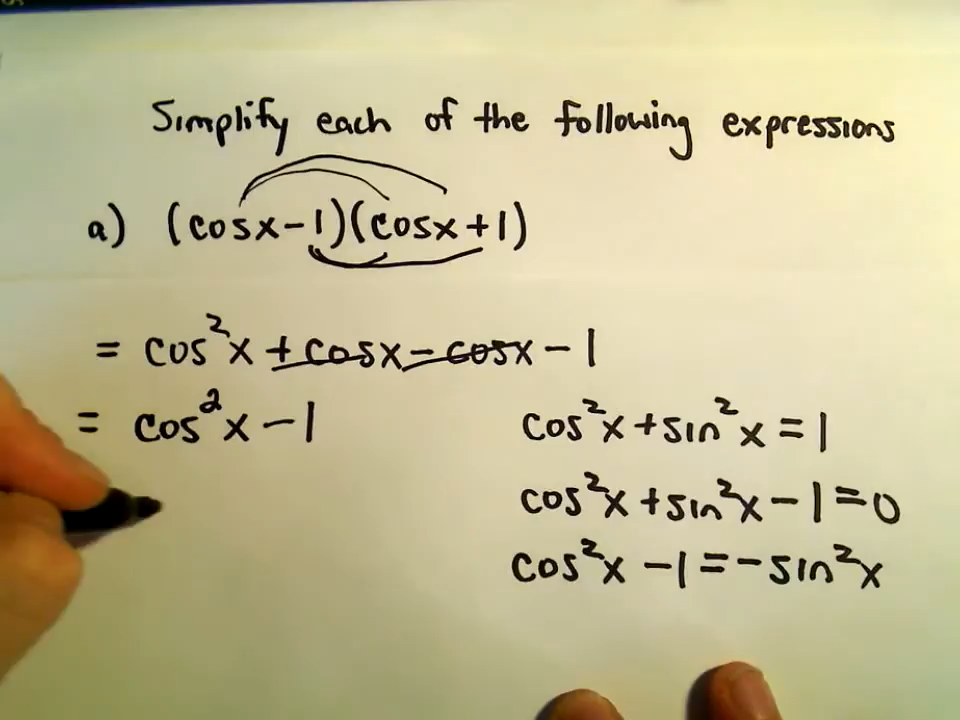 Simplify each of the following expressions
a) (cosx-1)(cosx+1)
= cos²x +cosx-cosx-1
= cos²x-1
cos²x+sin²x=1
cos²x+sin²x-1=0
cos²x-1=-sin²x